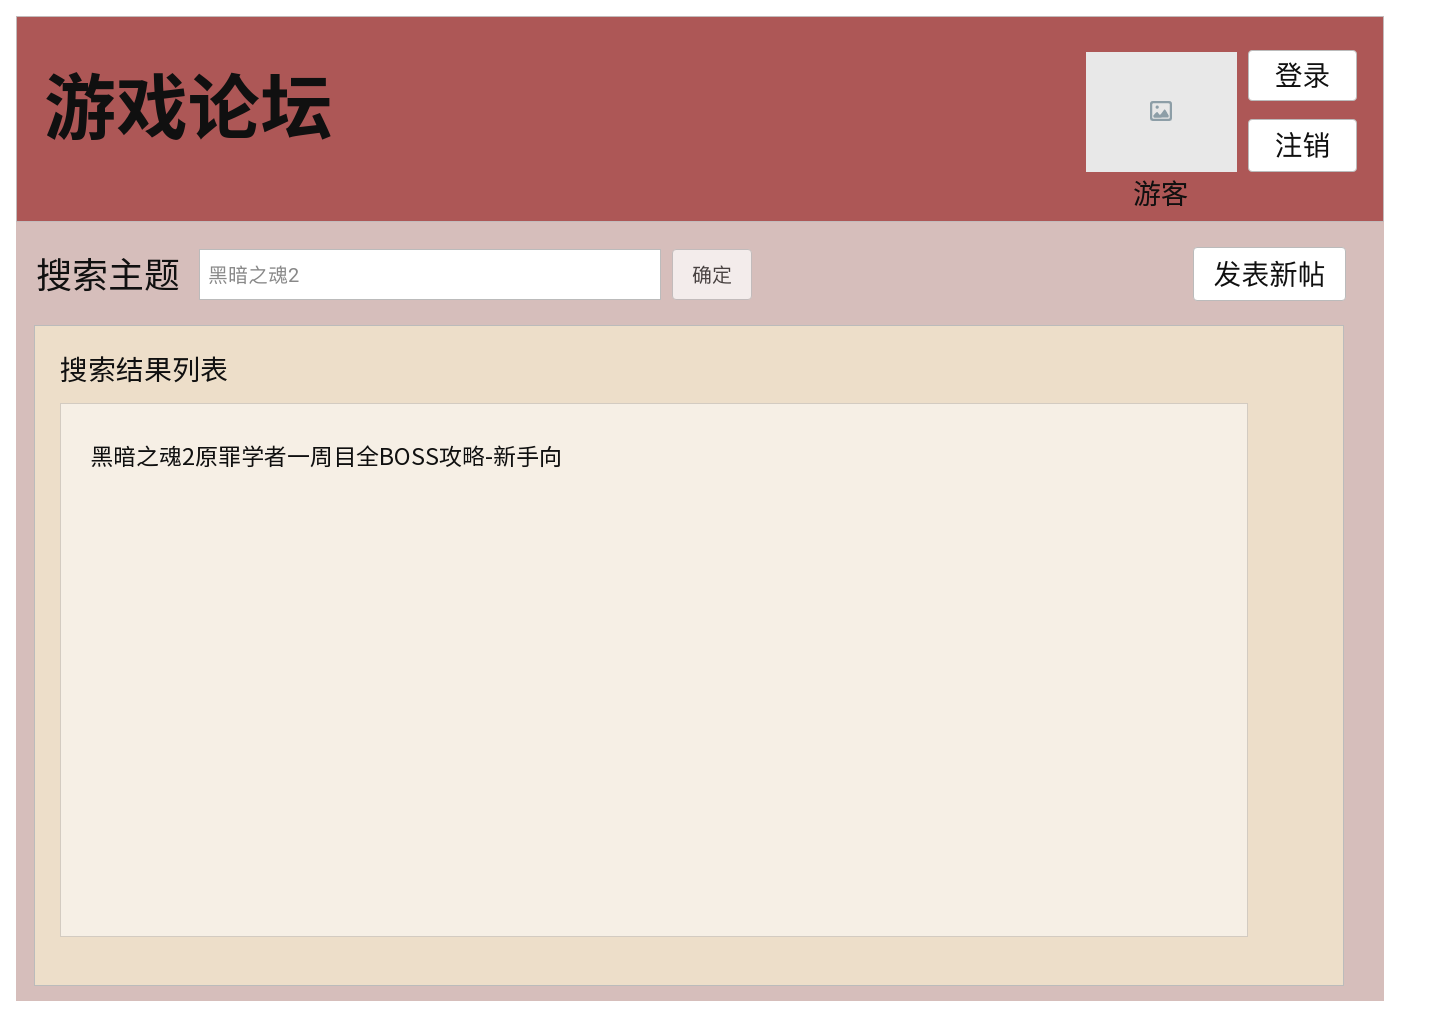 游戏论坛
登录
注销
游客
搜索主题
黑暗之魂2
确定
发表新帖
搜索结果列表
黑暗之魂2原罪学者一周目全BOSS攻略-新手向